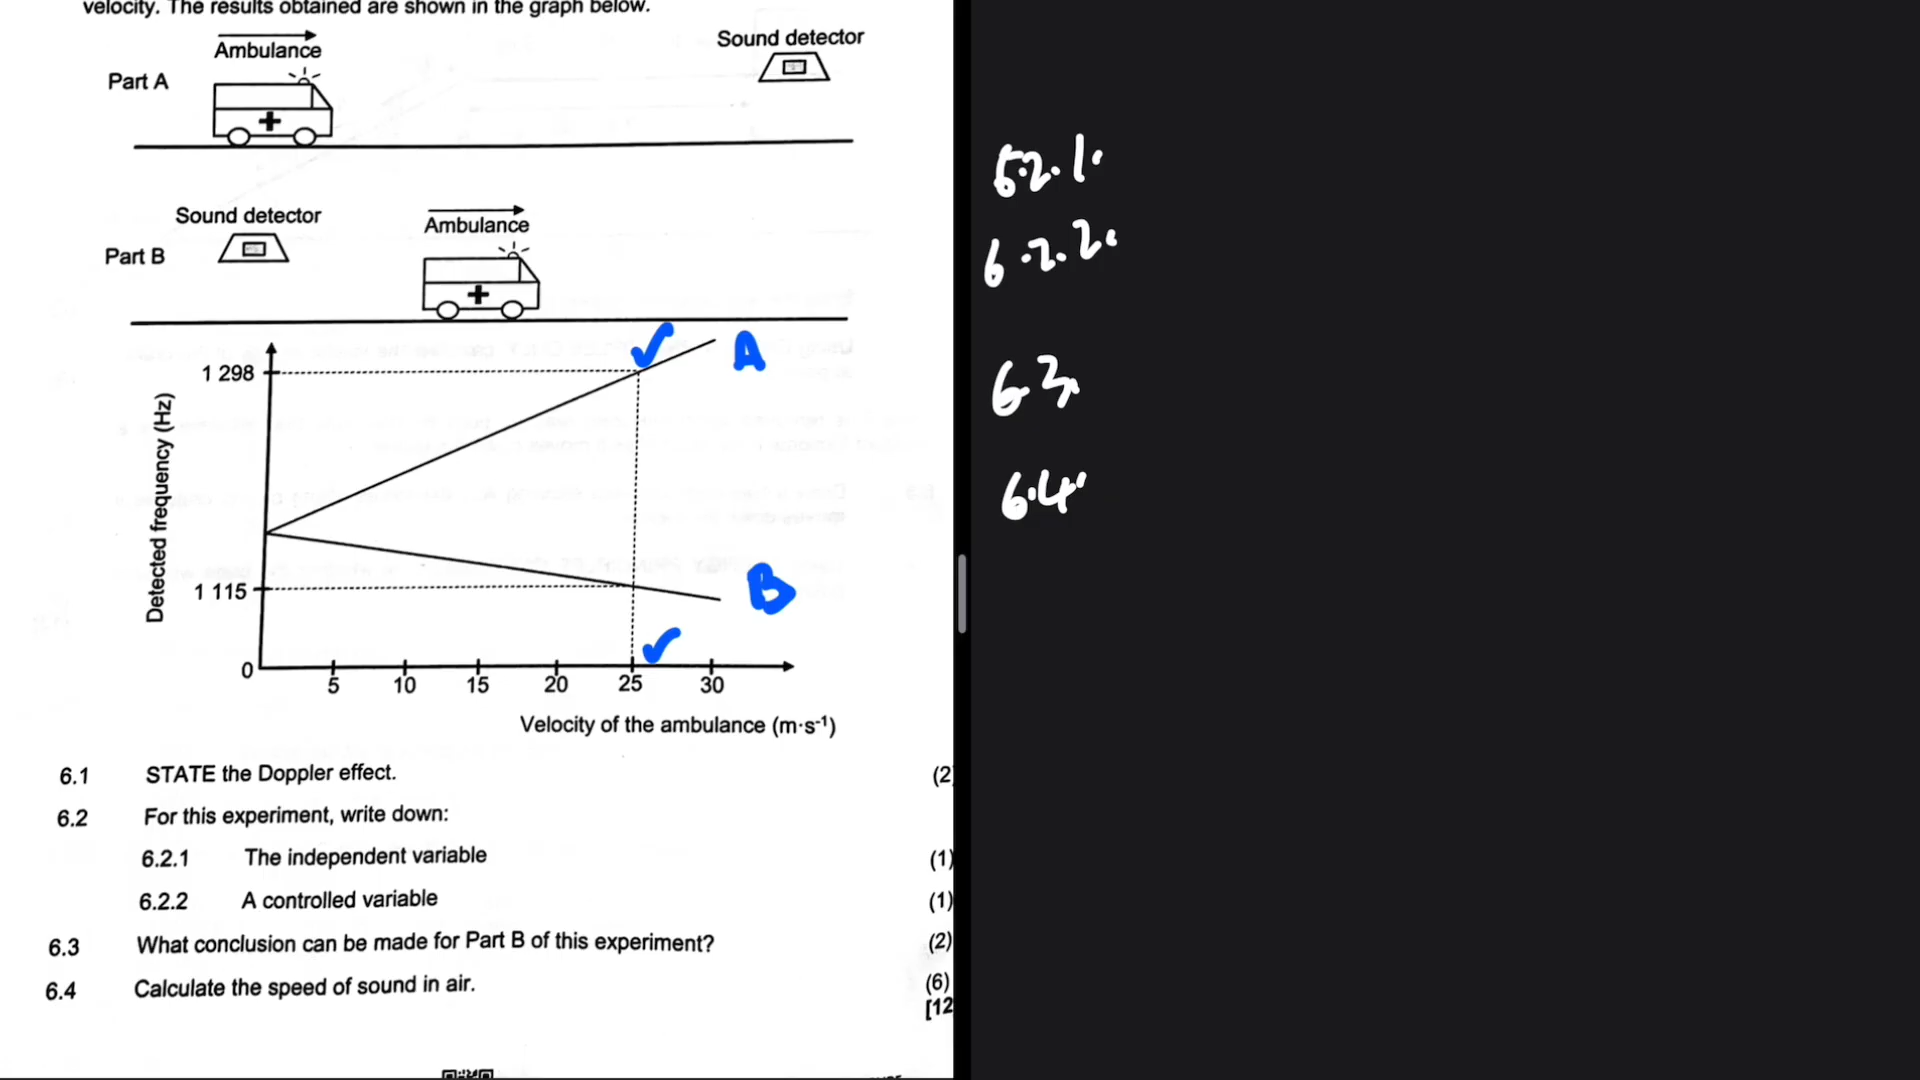 velocity. The results obtained are shown in the graph below.
Ambulance
Sound detector
Part A
Sound detector
Ambulance
Part B
A
1 298
Detected frequency (Hz)
1 115
B
0
5 10 15 20 25 30
Velocity of the ambulance (m·s⁻¹)
6.1 STATE the Doppler effect. (2)
6.2 For this experiment, write down:
6.2.1 The independent variable (1)
6.2.2 A controlled variable (1)
6.3 What conclusion can be made for Part B of this experiment? (2)
6.4 Calculate the speed of sound in air. (6)
[12
6.2.1.
6.2.2.
6.3.
6.4.